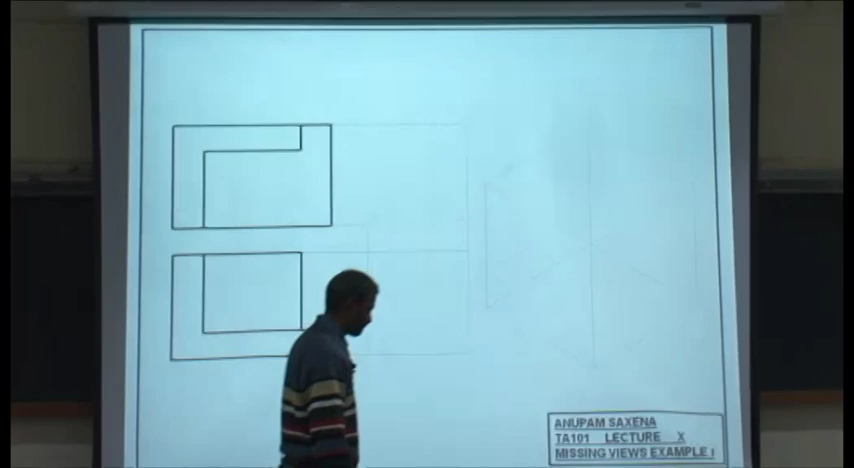 ANUPAM SAXENA
TA101 LECTURE X
MISSING VIEWS EXAMPLE I